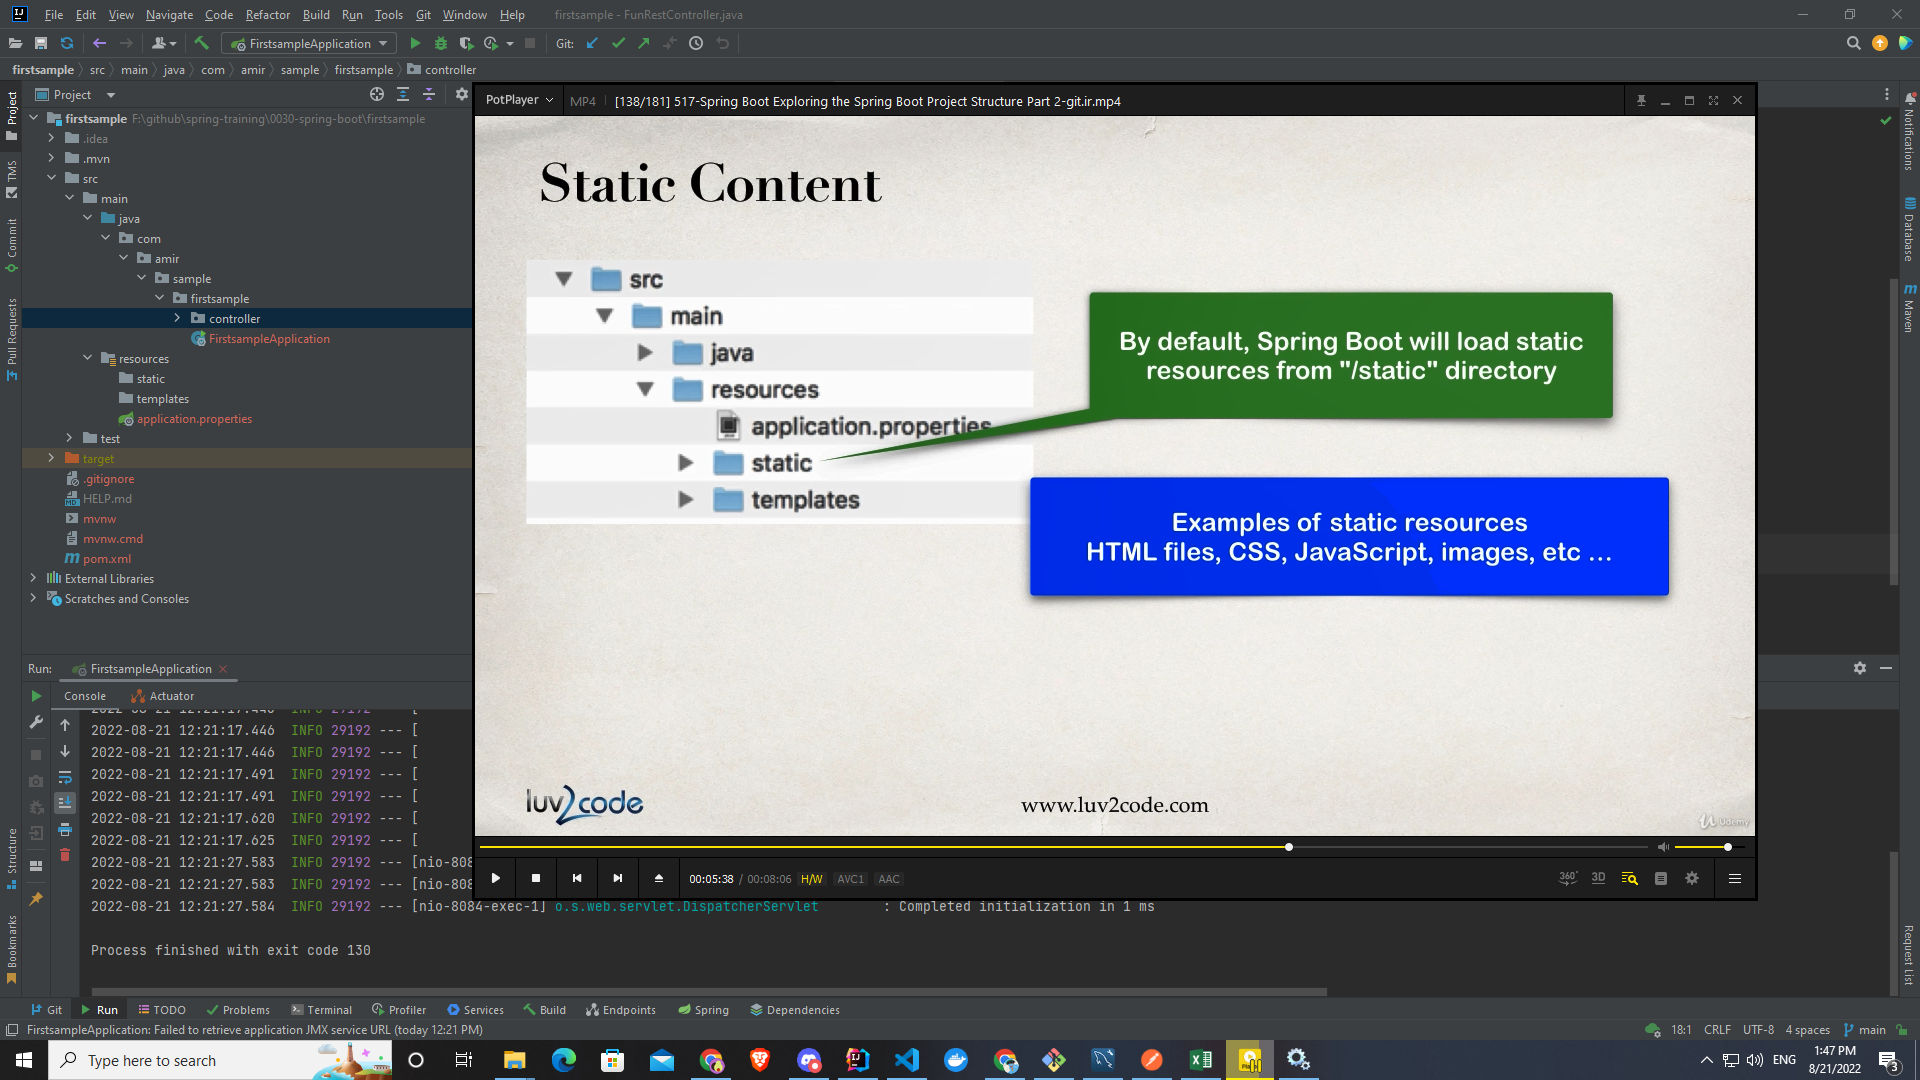 File Edit View Navigate Code Refactor Build Run Tools Git Window Help firstsample - FunRestController.java
FirstsampleApplication Git:
firstsample src main java com amir sample firstsample controller
Project
firstsample F:\github\spring-training\0030-spring-boot\firstsample
.idea
.mvn
src
main
java
com
amir
sample
firstsample
controller
FirstsampleApplication
resources
static
templates
application.properties
test
target
.gitignore
HELP.md
mvnw
mvnw.cmd
pom.xml
External Libraries
Scratches and Consoles
Project
TMS
Commit
Pull Requests
Structure
Bookmarks
PotPlayer MP4 [138/181] 517-Spring Boot Exploring the Spring Boot Project Structure Part 2-git.ir.mp4
Static Content
src
main
java
resources
application.properties
static
templates
By default, Spring Boot will load static
resources from "/static" directory
Examples of static resources
HTML files, CSS, JavaScript, images, etc ...
luv2code
www.luv2code.com
Udemy
00:05:38 / 00:08:06 H/W AVC1 AAC
360° 3D
Notifications
Database
Maven
Request List
Run: FirstsampleApplication
Console Actuator
2022-08-21 12:21:17.446 INFO 29192 --- [
2022-08-21 12:21:17.446 INFO 29192 --- [
2022-08-21 12:21:17.491 INFO 29192 --- [
2022-08-21 12:21:17.491 INFO 29192 --- [
2022-08-21 12:21:17.620 INFO 29192 --- [
2022-08-21 12:21:17.625 INFO 29192 --- [
2022-08-21 12:21:27.583 INFO 29192 --- [nio-808
2022-08-21 12:21:27.583 INFO 29192 --- [nio-808
2022-08-21 12:21:27.584 INFO 29192 --- [nio-8084-exec-1] o.s.web.servlet.DispatcherServlet : Completed initialization in 1 ms
Process finished with exit code 130
Git Run TODO Problems Terminal Profiler Services Build Endpoints Spring Dependencies
FirstsampleApplication: Failed to retrieve application JMX service URL (today 12:21 PM) 18:1 CRLF UTF-8 4 spaces main
Type here to search
ENG 1:47 PM
8/21/2022
3